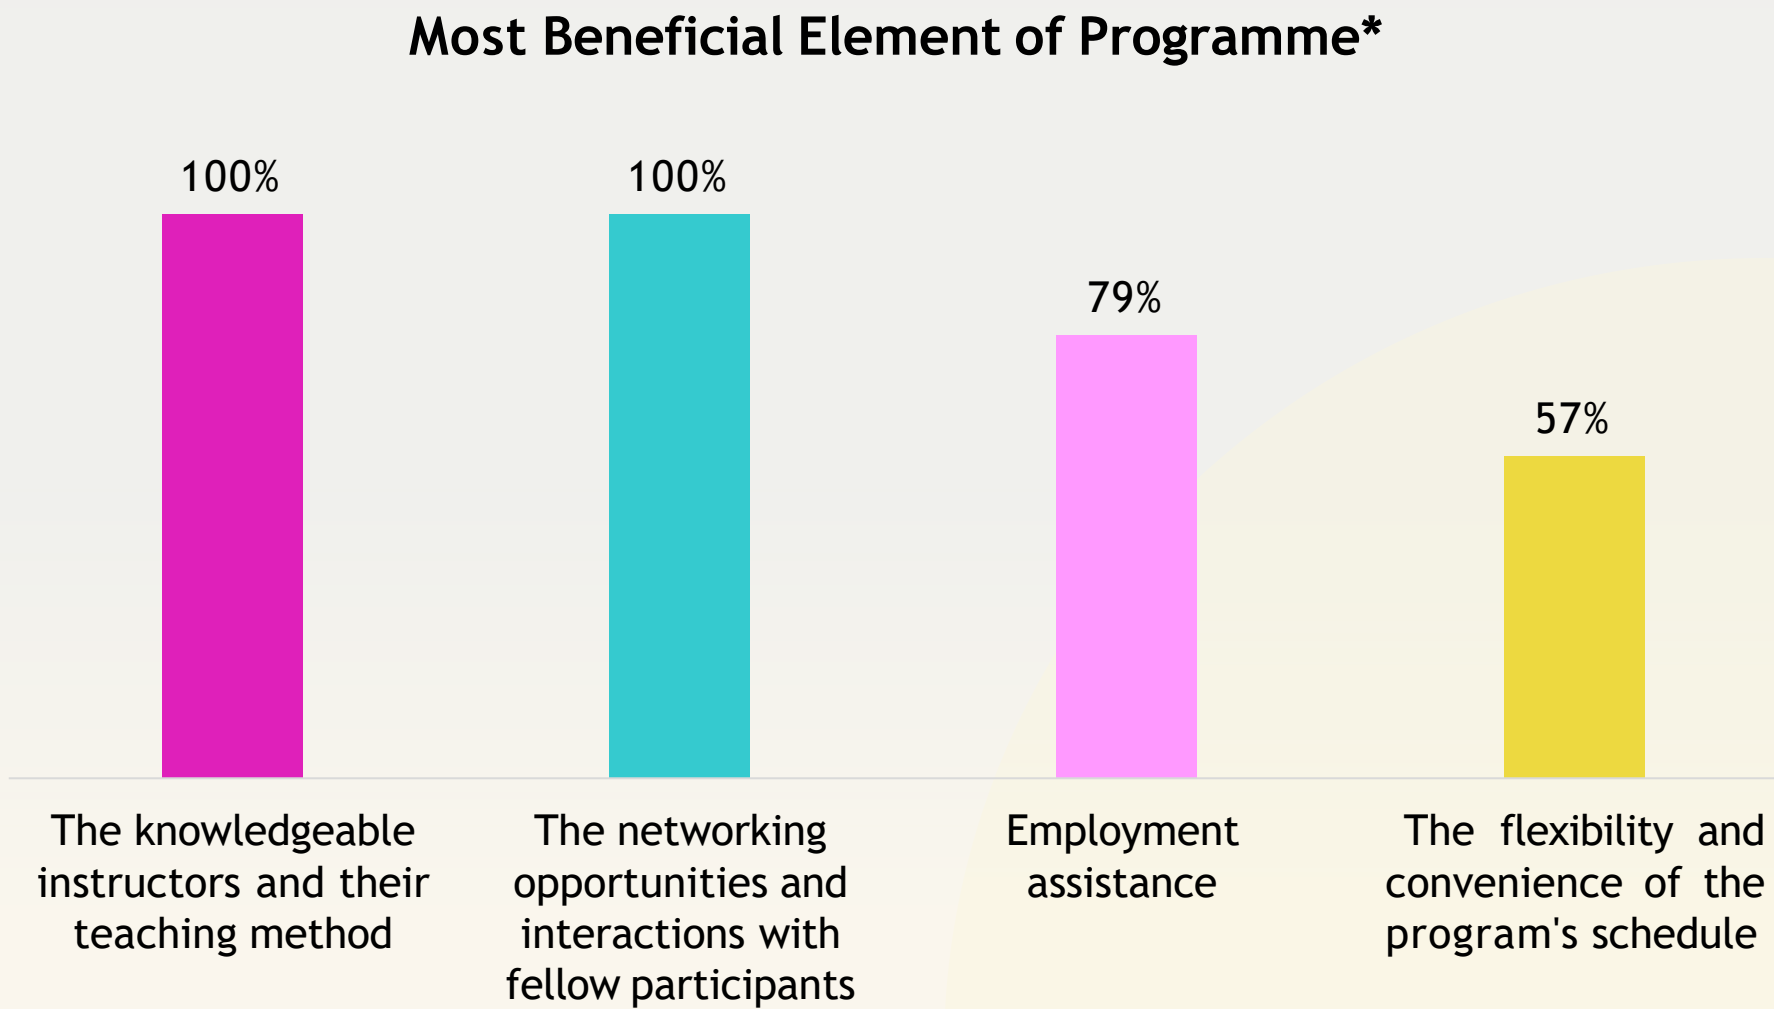 Most Beneficial Element of Programme*
100%
100%
79%
57%
The knowledgeable
instructors and their
teaching method
The networking
opportunities and
interactions with
fellow participants
Employment
assistance
The flexibility and
convenience of the
program's schedule